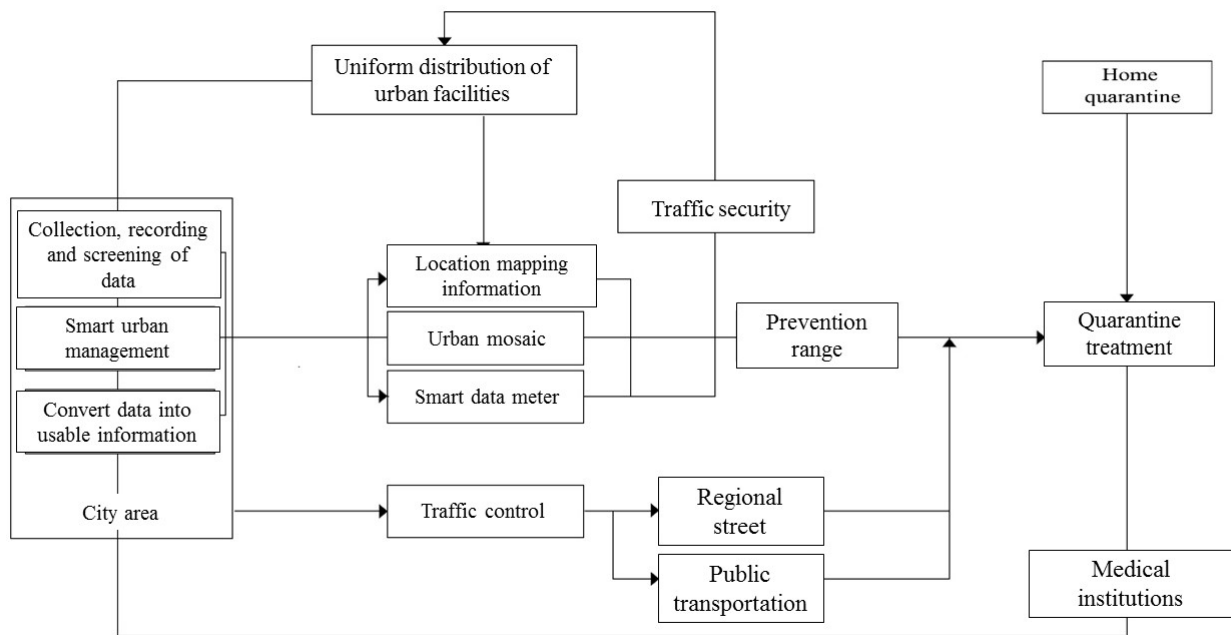 Uniform distribution of
urban facilities
Home
quarantine
Traffic security
Collection, recording
and screening of
data
Location mapping
information
Smart urban
management
Urban mosaic
Prevention
range
Quarantine
treatment
Smart data meter
Convert data into
usable information
City area
Traffic control
Regional
street
Public
transportation
Medical
institutions